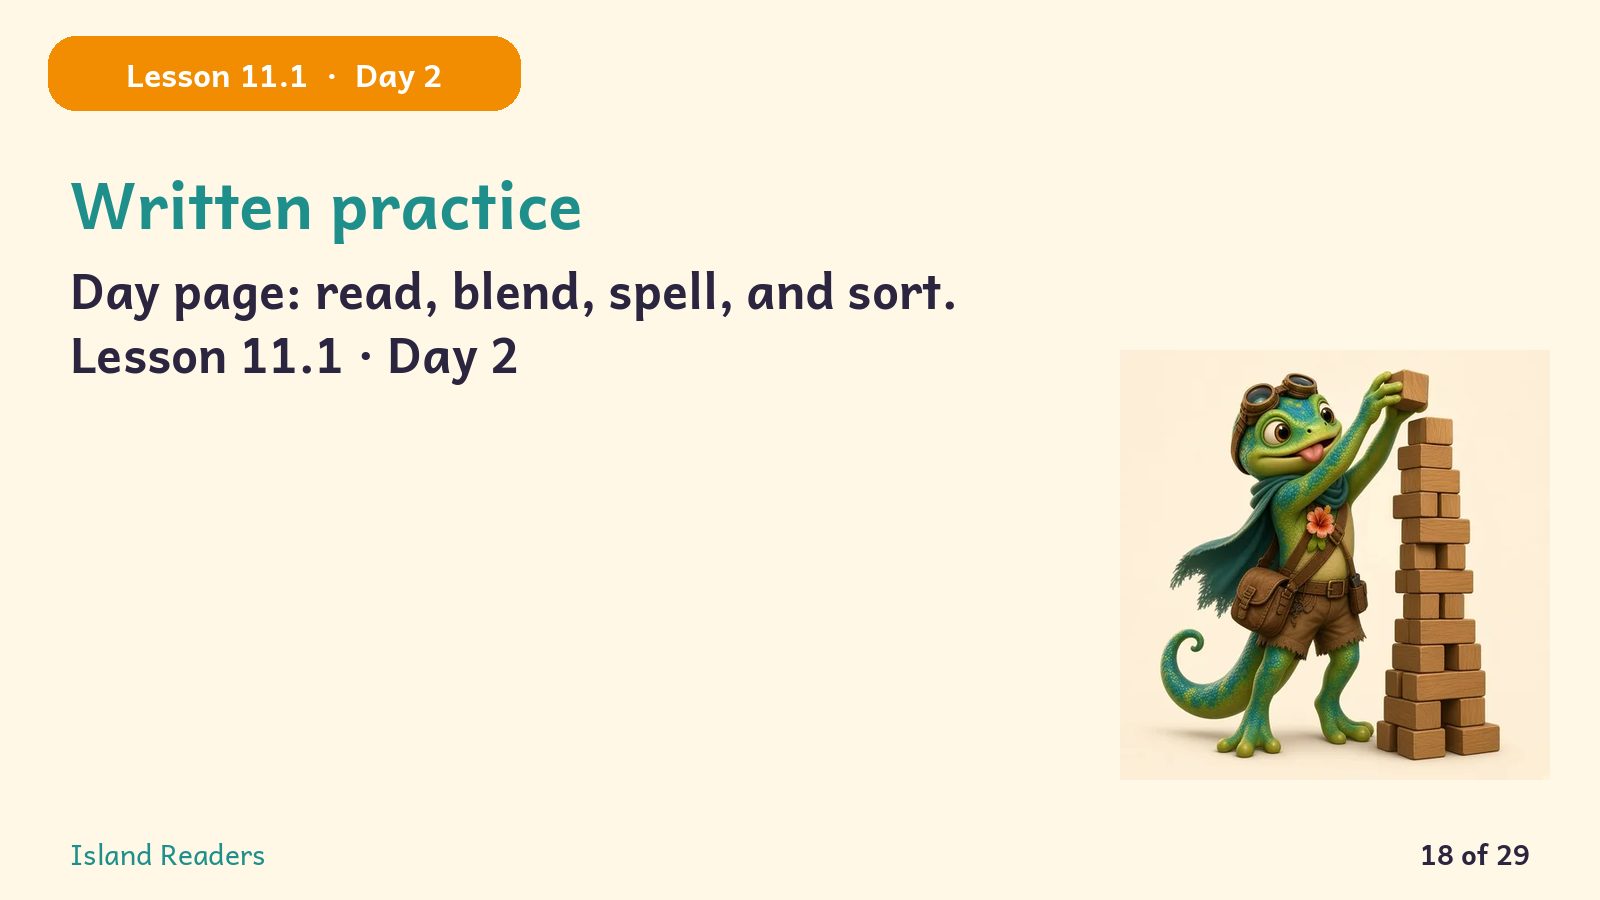 Lesson 11.1 · Day 2
Written practice
Day page: read, blend, spell, and sort.
Lesson 11.1 · Day 2
Island Readers
18 of 29